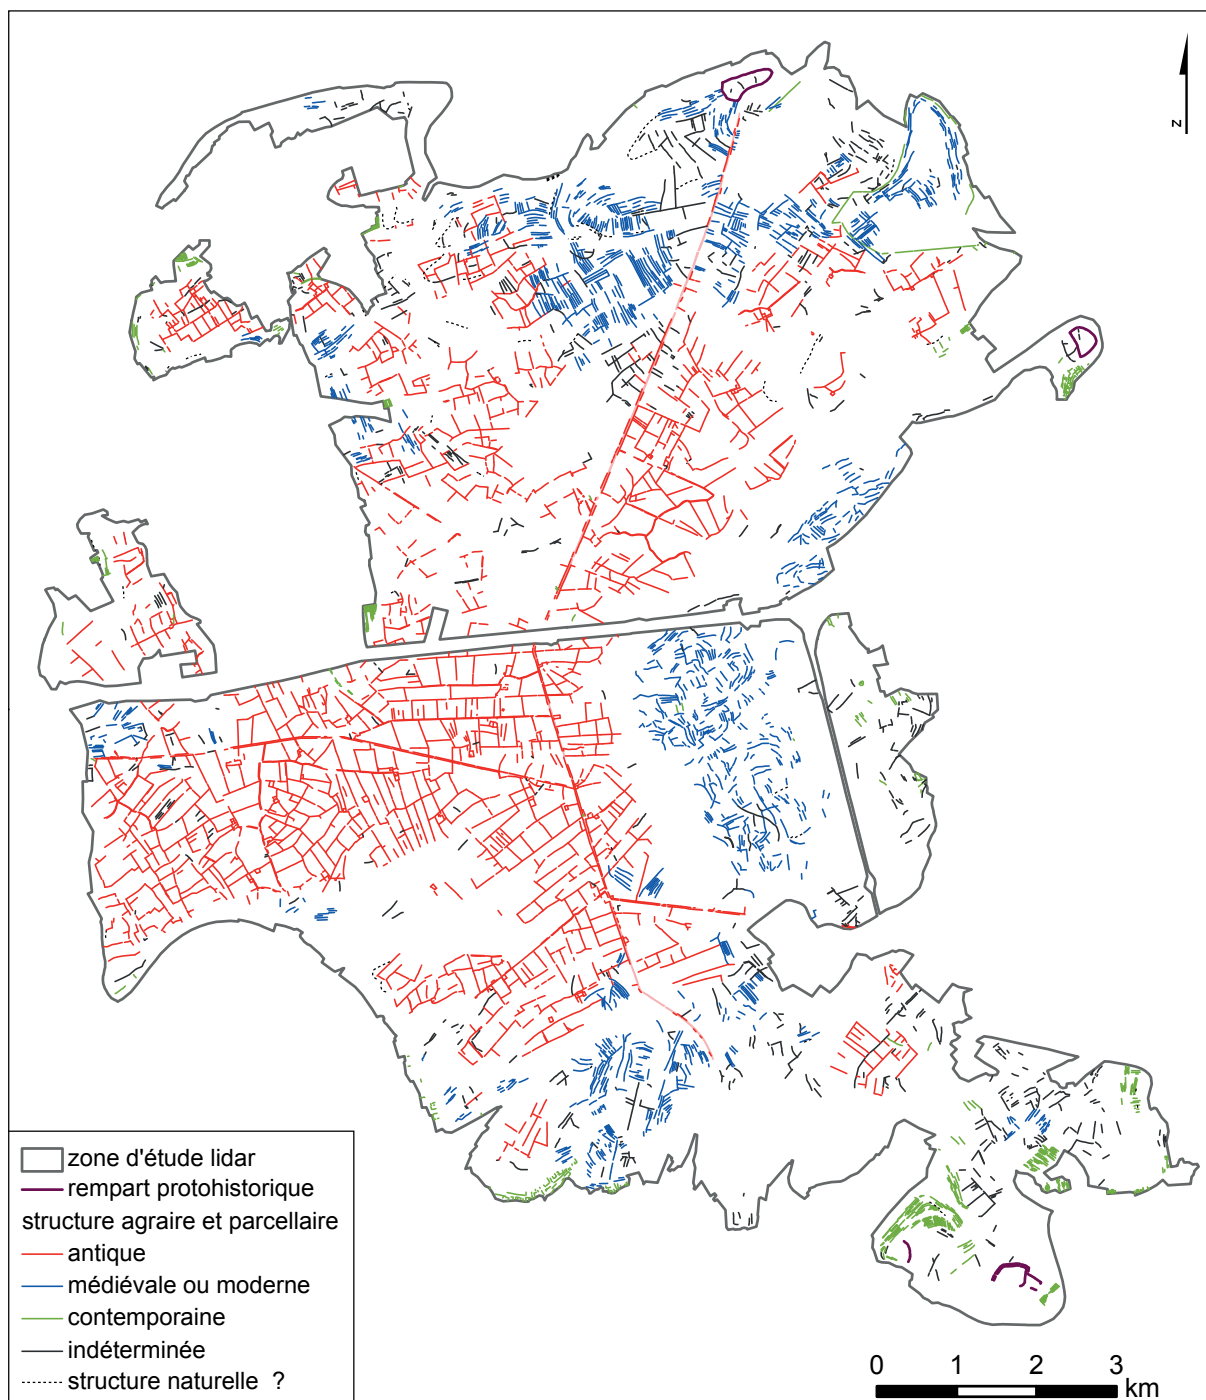 z
zone d'étude lidar
rempart protohistorique
structure agraire et parcellaire
antique
médiévale ou moderne
contemporaine
indéterminée
structure naturelle ?
0 1 2 3
km